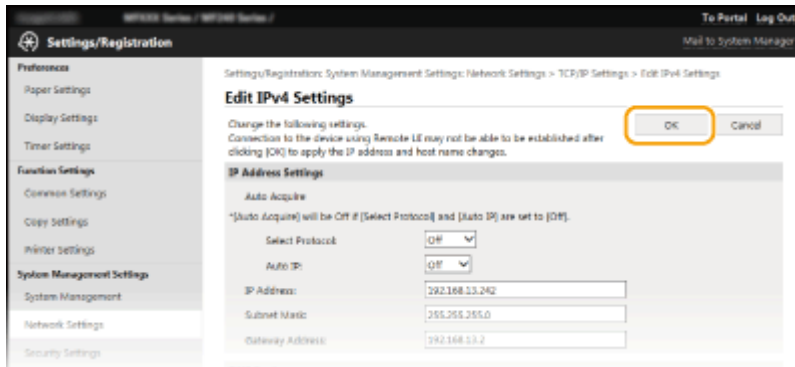 MFXXX Series / MF240 Series /
To Portal Log Out
Settings/Registration
Mail to System Manager
Preferences
Paper Settings
Display Settings
Timer Settings
Function Settings
Common Settings
Copy Settings
Printer Settings
System Management Settings
System Management
Network Settings
Security Settings
Settings/Registration: System Management Settings: Network Settings > TCP/IP Settings > Edit IPv4 Settings
Edit IPv4 Settings
Change the following settings.
Connection to the device using Remote UI may not be able to be established after
clicking [OK] to apply the IP address and host name changes.
OK
Cancel
IP Address Settings
Auto Acquire
*[Auto Acquire] will be Off if [Select Protocol] and [Auto IP] are set to [Off].
Select Protocol: Off
Auto IP: Off
IP Address: 192.168.13.242
Subnet Mask: 255.255.255.0
Gateway Address: 192.168.13.2